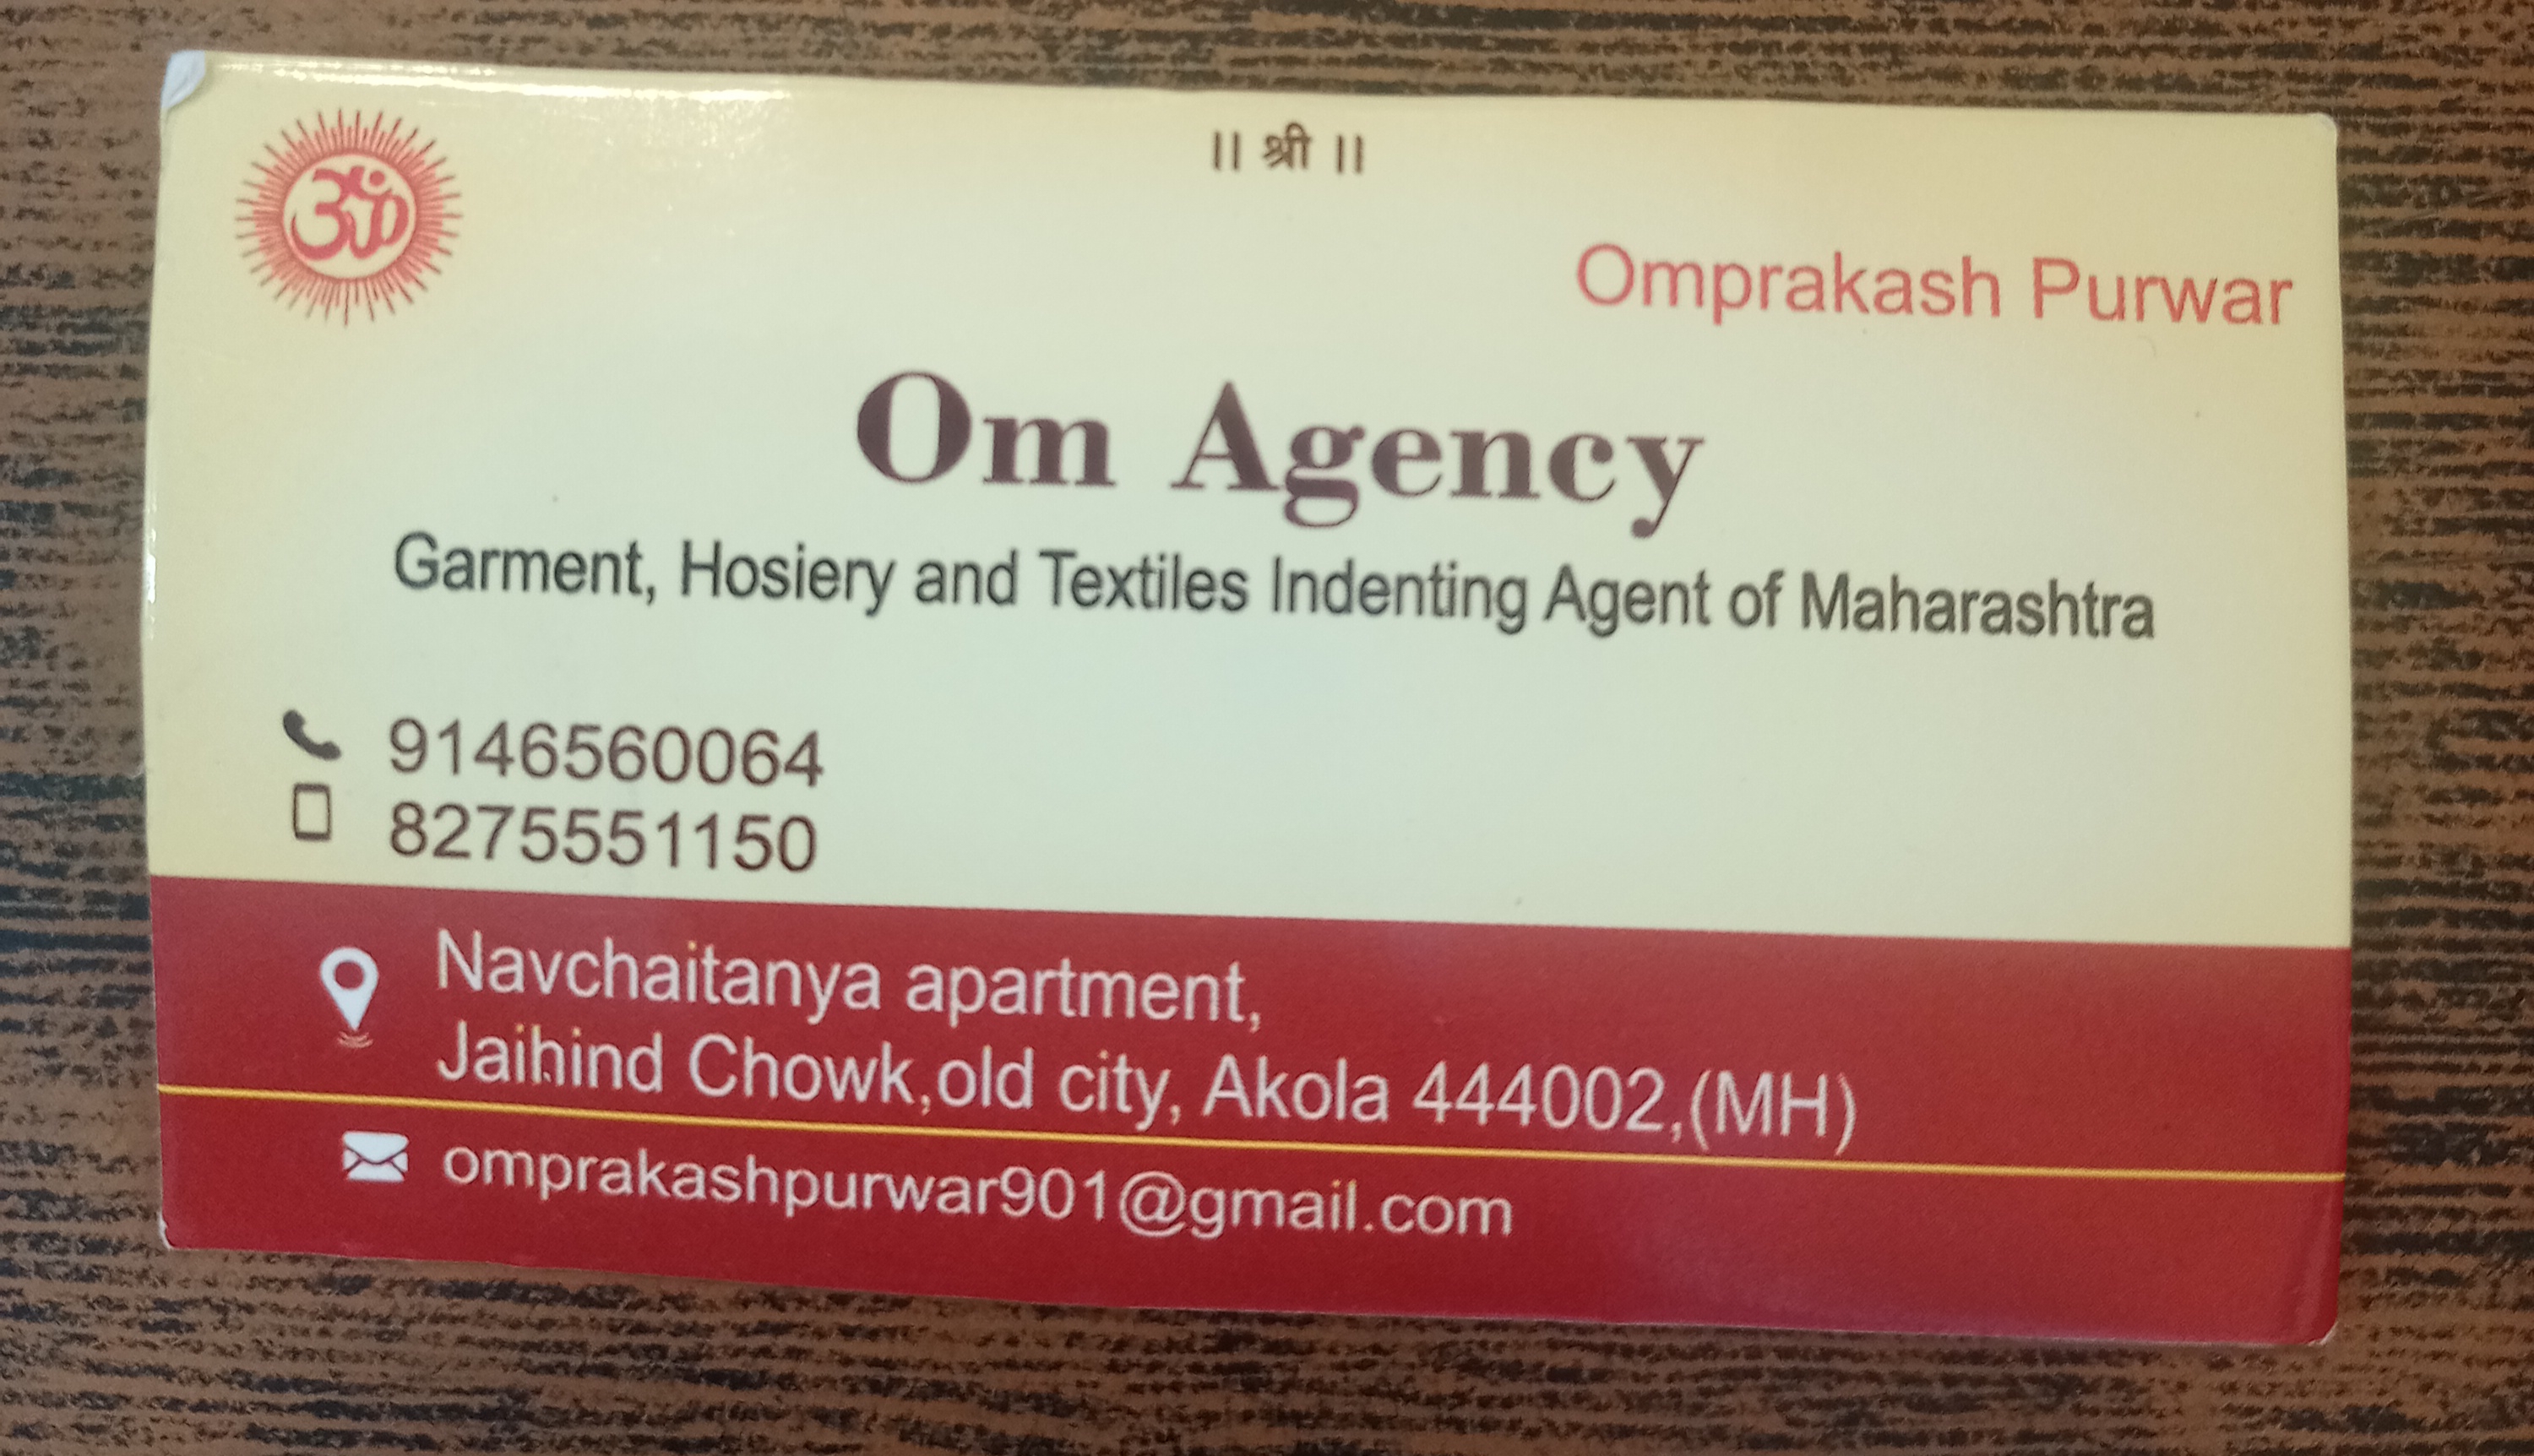 ॐ
॥ श्री ॥
Omprakash Purwar
Om Agency
Garment, Hosiery and Textiles Indenting Agent of Maharashtra
9146560064
8275551150
Navchaitanya apartment,
Jaihind Chowk,old city, Akola 444002,(MH)
omprakashpurwar901@gmail.com